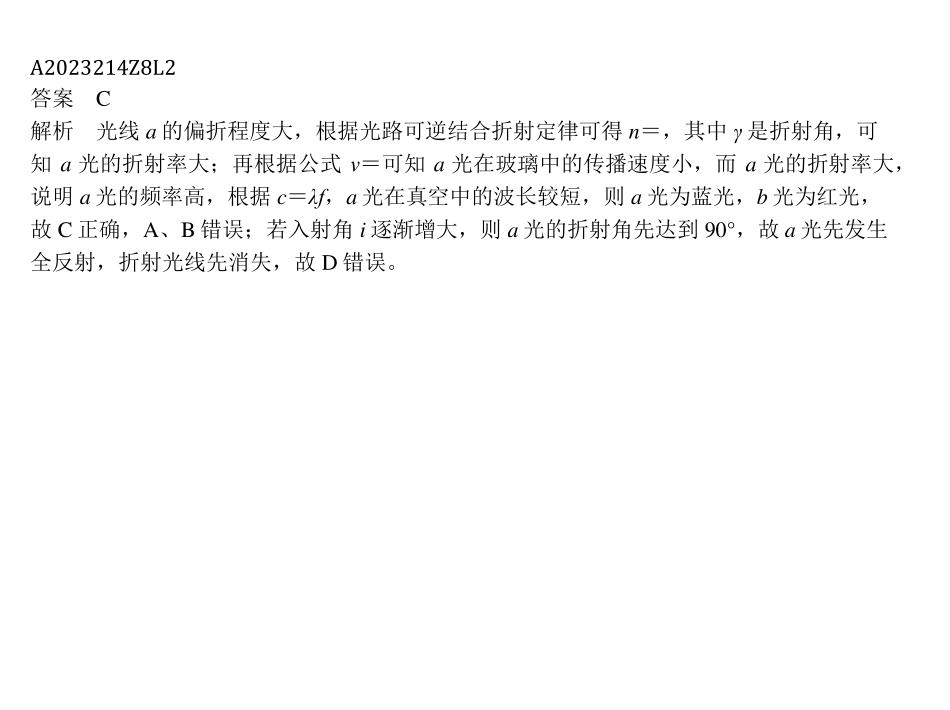 A2023214Z8L2
答案　C
解析　光线 a 的偏折程度大，根据光路可逆结合折射定律可得 n＝，其中 γ 是折射角，可
知 a 光的折射率大；再根据公式 v＝可知 a 光在玻璃中的传播速度小，而 a 光的折射率大，
说明 a 光的频率高，根据 c＝λf，a 光在真空中的波长较短，则 a 光为蓝光，b 光为红光，
故 C 正确，A、B 错误；若入射角 i 逐渐增大，则 a 光的折射角先达到 90°，故 a 光先发生
全反射，折射光线先消失，故 D 错误。